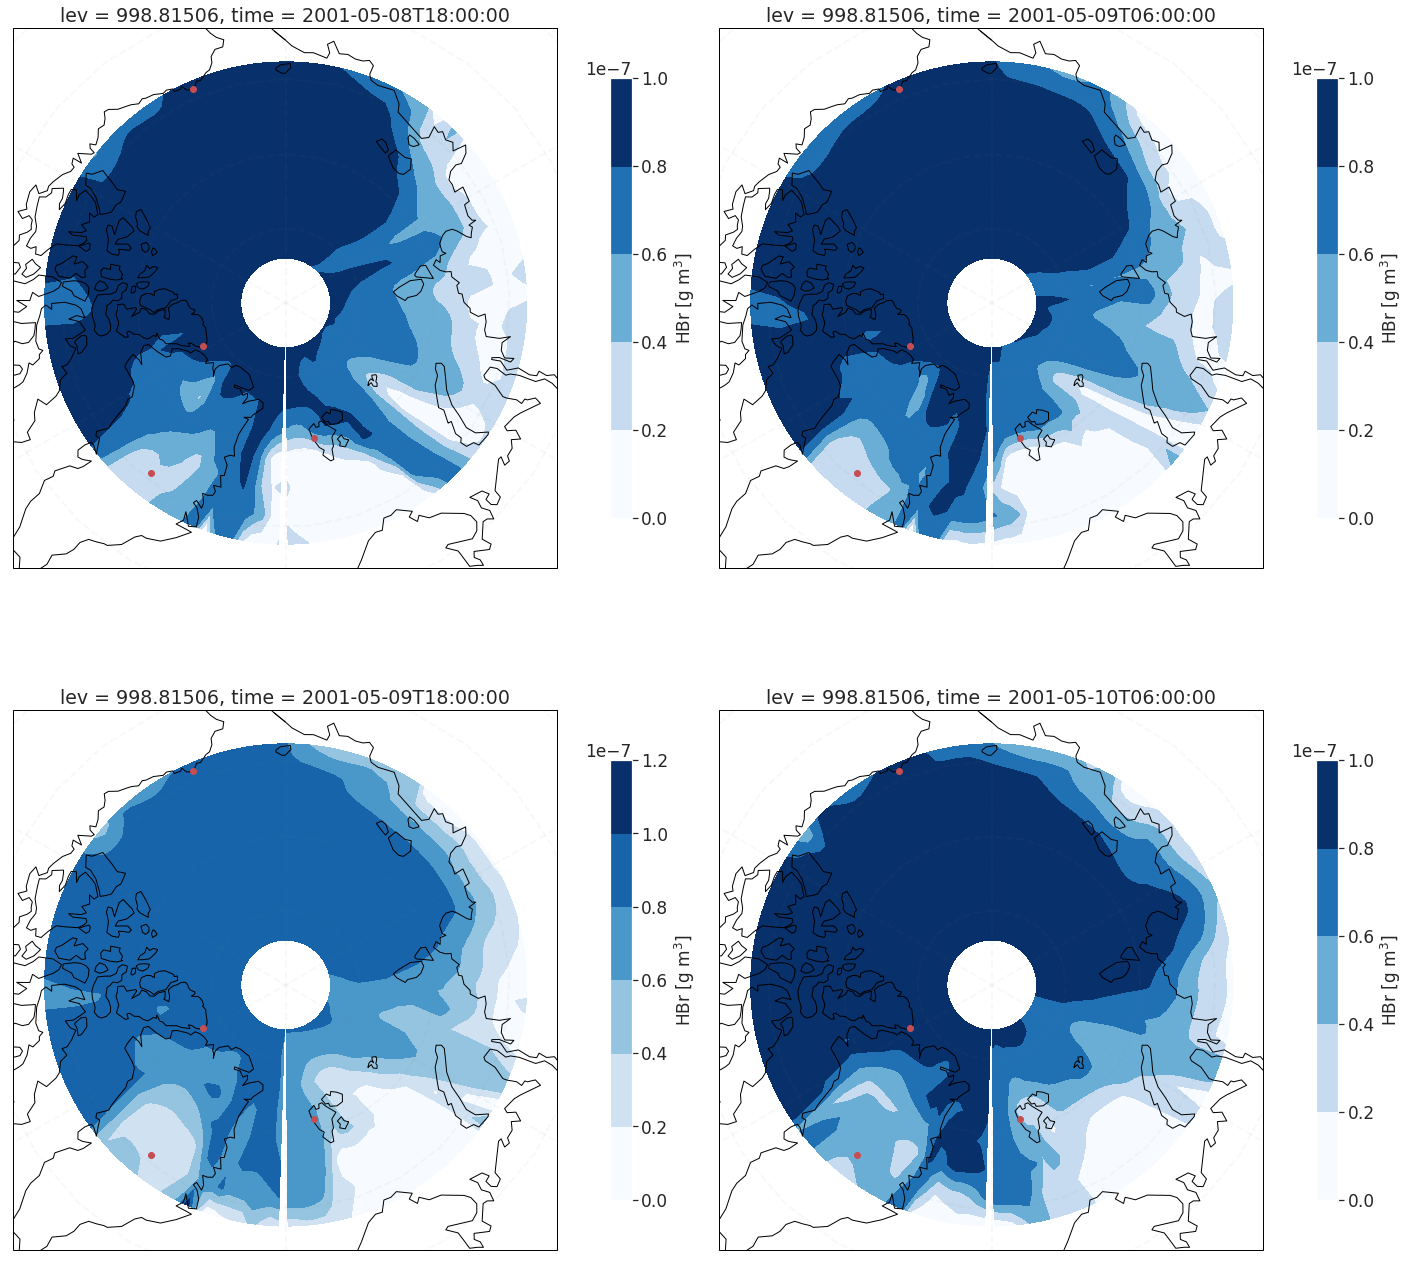 lev = 998.81506, time = 2001-05-08T18:00:00
1e−7
1.0
0.8
0.6
0.4
0.2
0.0
HBr [g m³]
lev = 998.81506, time = 2001-05-09T06:00:00
1e−7
1.0
0.8
0.6
0.4
0.2
0.0
HBr [g m³]
lev = 998.81506, time = 2001-05-09T18:00:00
1e−7
1.2
1.0
0.8
0.6
0.4
0.2
0.0
HBr [g m³]
lev = 998.81506, time = 2001-05-10T06:00:00
1e−7
1.0
0.8
0.6
0.4
0.2
0.0
HBr [g m³]